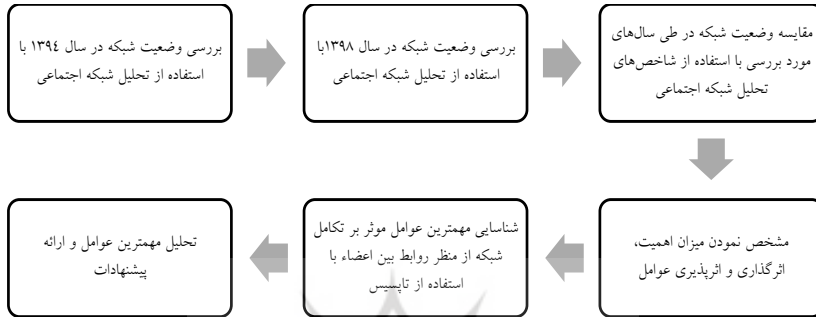 بررسی وضعیت شبکه در سال ۱۳۹٤ با
استفاده از تحلیل شبکه اجتماعی
بررسی وضعیت شبکه در سال ۱۳۹۸با
استفاده از تحلیل شبکه اجتماعی
مقایسه وضعیت شبکه در طی سال‌های
مورد بررسی با استفاده از شاخص‌های
تحلیل شبکه اجتماعی
مشخص نمودن میزان اهمیت،
اثرگذاری و اثرپذیری عوامل
شناسایی مهمترین عوامل موثر بر تکامل
شبکه از منظر روابط بین اعضاء با
استفاده از تاپسیس
تحلیل مهمترین عوامل و ارائه
پیشنهادات